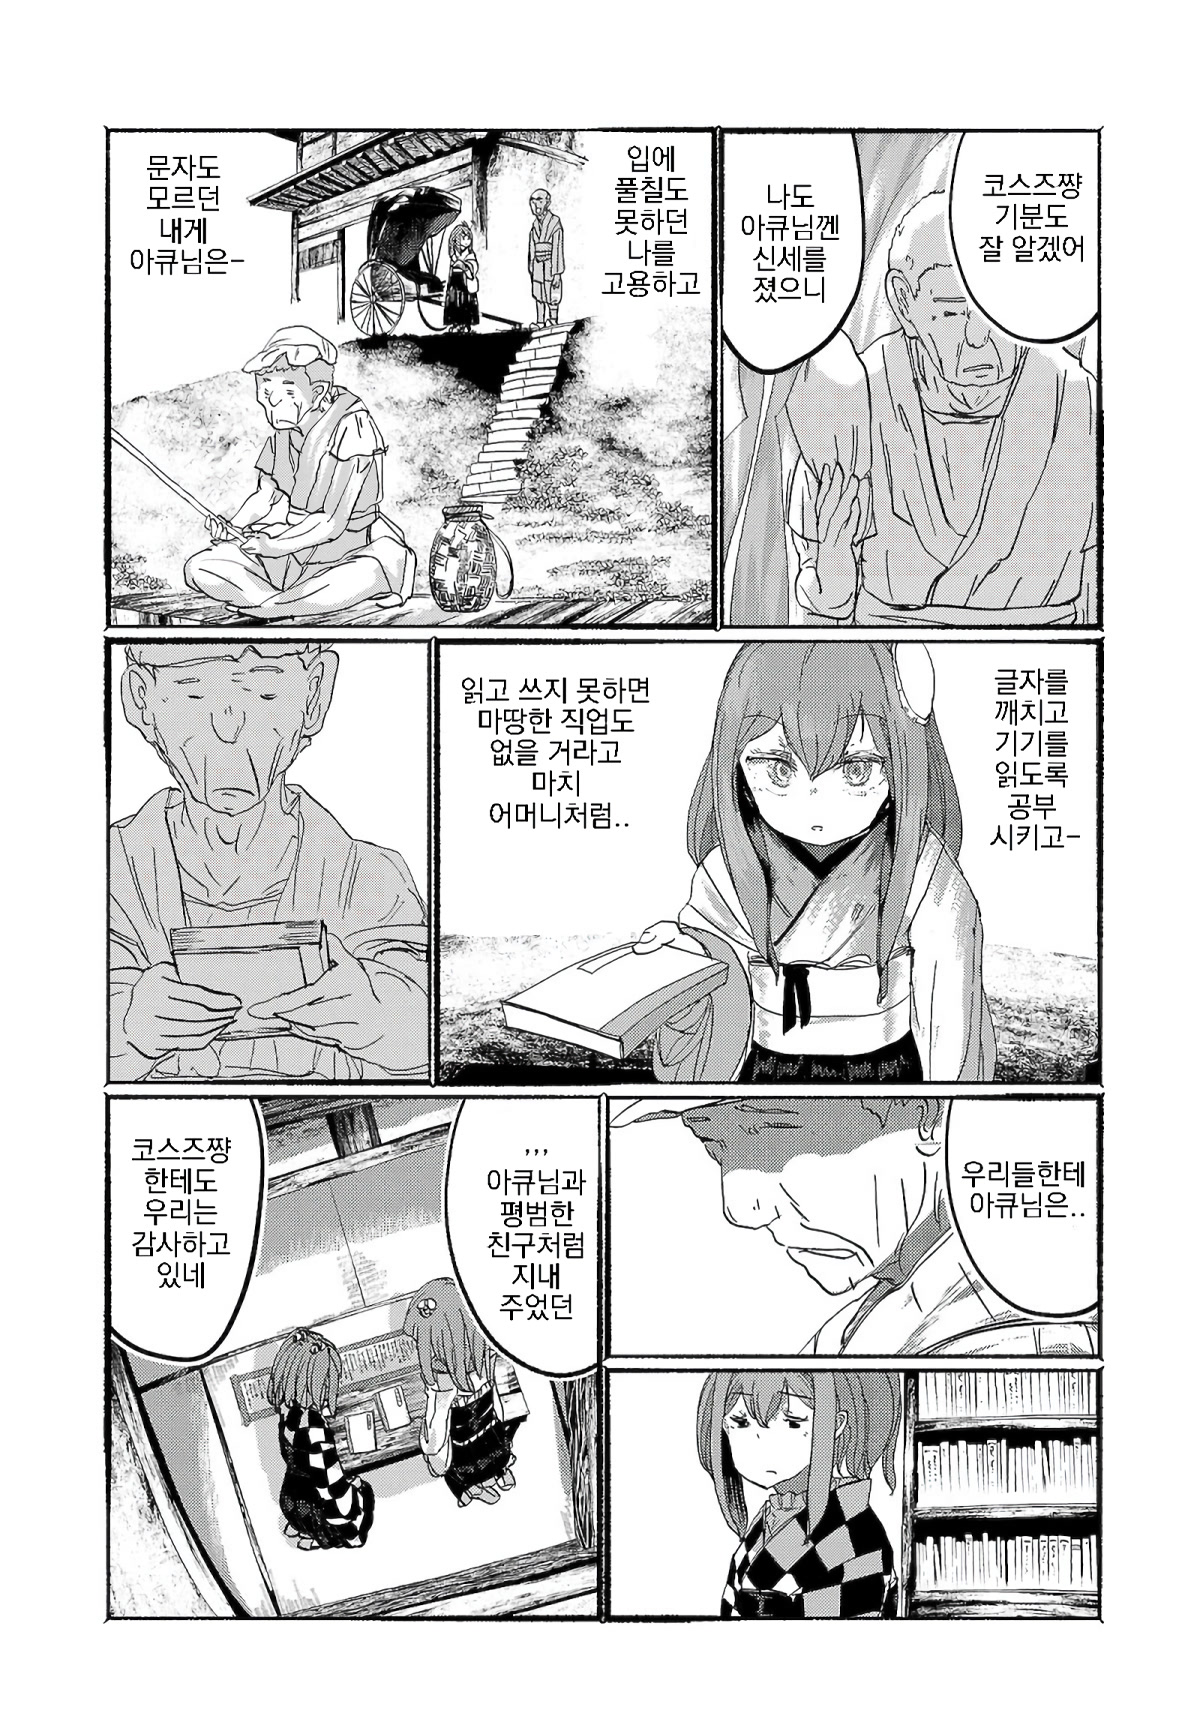 코스즈쨩
기분도
잘 알겠어
나도
아큐님껜
신세를
졌으니
입에
풀칠도
못하던
나를
고용하고
문자도
모르던
내게
아큐님은-
글자를
깨치고
기기를
읽도록
공부
시키고-
읽고 쓰지 못하면
마땅한 직업도
없을 거라고
마치
어머니처럼..
우리들한테
아큐님은..
,,,
아큐님과
평범한
친구처럼
지내
주었던
코스즈쨩
한테도
우리는
감사하고
있네